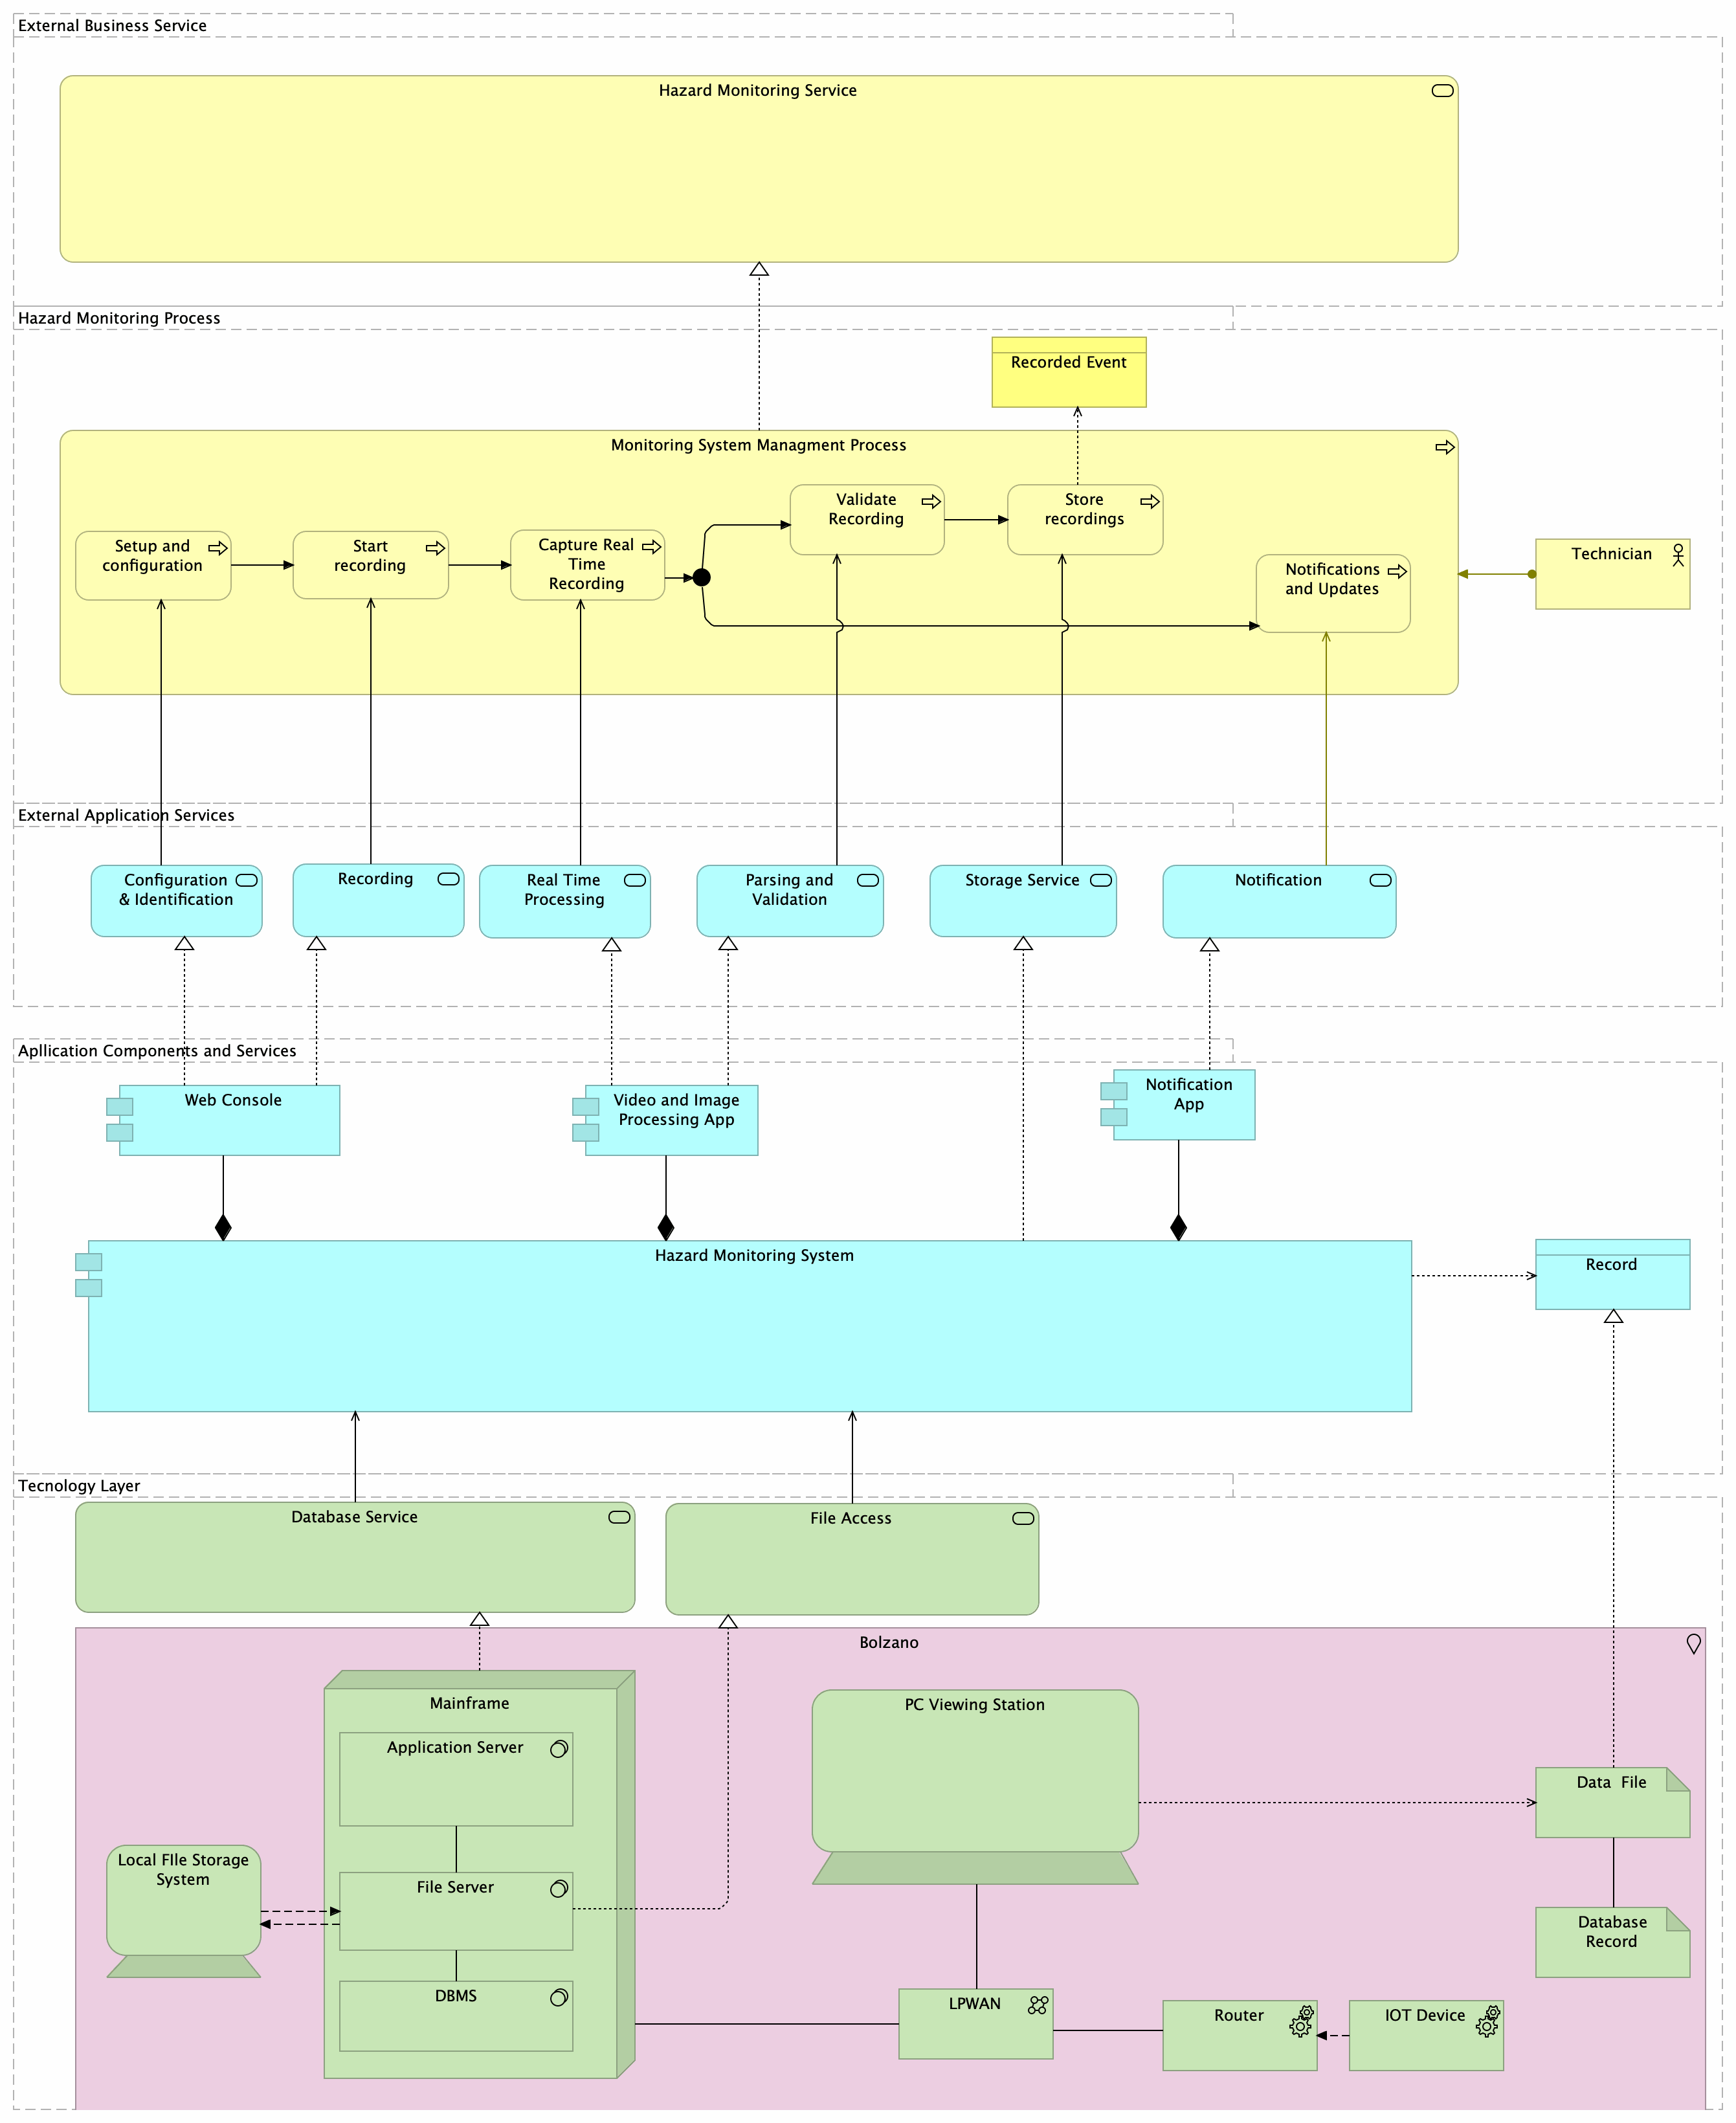 External Business Service
Hazard Monitoring Service
Hazard Monitoring Process
Recorded Event
Monitoring System Managment Process
Setup and
configuration
Start
recording
Capture Real
Time
Recording
Validate
Recording
Store
recordings
Notifications
and Updates
Technician
External Application Services
Configuration
& Identification
Recording
Real Time
Processing
Parsing and
Validation
Storage Service
Notification
Apllication Components and Services
Web Console
Video and Image
Processing App
Notification
App
Hazard Monitoring System
Record
Tecnology Layer
Database Service
File Access
Bolzano
Mainframe
Application Server
Local FIle Storage
System
File Server
DBMS
PC Viewing Station
Data  File
Database
Record
LPWAN
Router
IOT Device